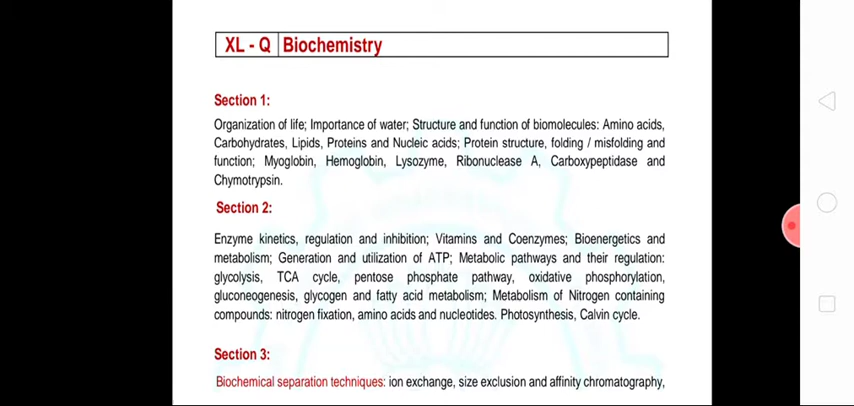 XL - Q Biochemistry
Section 1:
Organization of life; Importance of water; Structure and function of biomolecules: Amino acids,
Carbohydrates, Lipids, Proteins and Nucleic acids; Protein structure, folding / misfolding and
function; Myoglobin, Hemoglobin, Lysozyme, Ribonuclease A, Carboxypeptidase and
Chymotrypsin.
Section 2:
Enzyme kinetics, regulation and inhibition; Vitamins and Coenzymes; Bioenergetics and
metabolism; Generation and utilization of ATP; Metabolic pathways and their regulation:
glycolysis, TCA cycle, pentose phosphate pathway, oxidative phosphorylation,
gluconeogenesis, glycogen and fatty acid metabolism; Metabolism of Nitrogen containing
compounds: nitrogen fixation, amino acids and nucleotides. Photosynthesis, Calvin cycle.
Section 3:
Biochemical separation techniques: ion exchange, size exclusion and affinity chromatography,